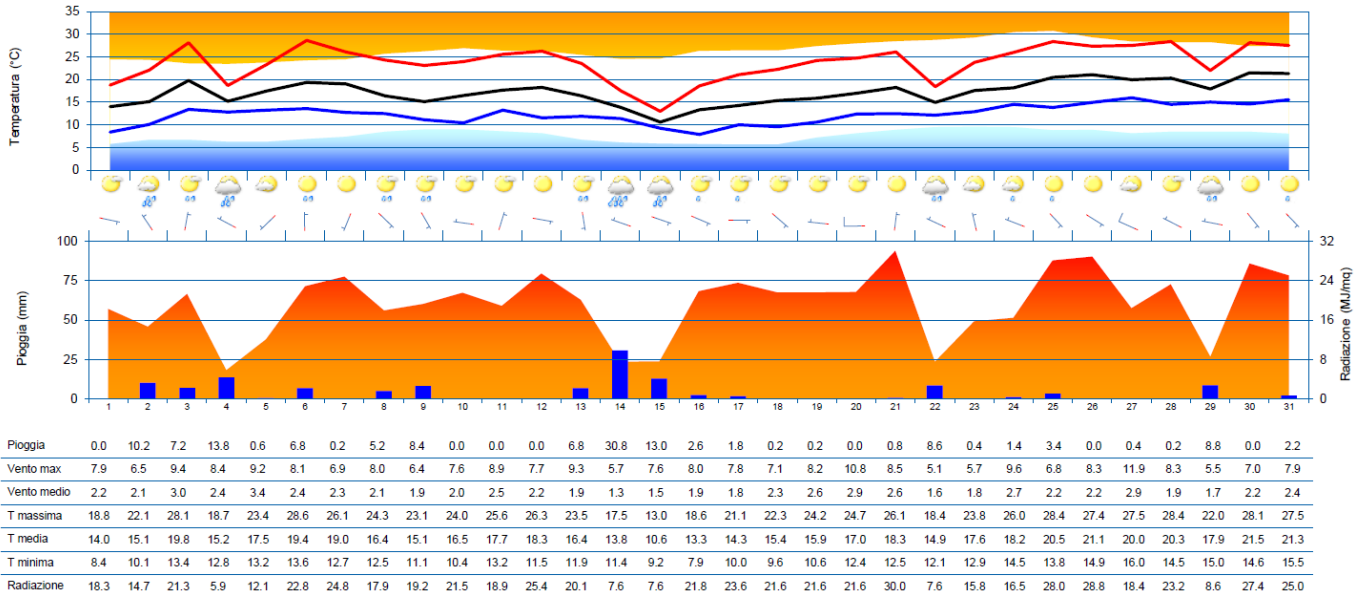 Temperatura (°C)
35
30
25
20
15
10
5
0
Pioggia (mm)
100
75
50
25
0
Radiazione (MJ/mq)
32
24
16
8
0
1 2 3 4 5 6 7 8 9 10 11 12 13 14 15 16 17 18 19 20 21 22 23 24 25 26 27 28 29 30 31
Pioggia 0.0 10.2 7.2 13.8 0.6 6.8 0.2 5.2 8.4 0.0 0.0 0.0 6.8 30.8 13.0 2.6 1.8 0.2 0.2 0.0 0.8 8.6 0.4 1.4 3.4 0.0 0.4 0.2 8.8 0.0 2.2
Vento max 7.9 6.5 9.4 8.4 9.2 8.1 6.9 8.0 6.4 7.6 8.9 7.7 9.3 5.7 7.6 8.0 7.8 7.1 8.2 10.8 8.5 5.1 5.7 9.6 6.8 8.3 11.9 8.3 5.5 7.0 7.9
Vento medio 2.2 2.1 3.0 2.4 3.4 2.4 2.3 2.1 1.9 2.0 2.5 2.2 1.9 1.3 1.5 1.9 1.8 2.3 2.6 2.9 2.6 1.6 1.8 2.7 2.2 2.2 2.9 1.9 1.7 2.2 2.4
T massima 18.8 22.1 28.1 18.7 23.4 28.6 26.1 24.3 23.1 24.0 25.6 26.3 23.5 17.5 13.0 18.6 21.1 22.3 24.2 24.7 26.1 18.4 23.8 26.0 28.4 27.4 27.5 28.4 22.0 28.1 27.5
T media 14.0 15.1 19.8 15.2 17.5 19.4 19.0 16.4 15.1 16.5 17.7 18.3 16.4 13.8 10.6 13.3 14.3 15.4 15.9 17.0 18.3 14.9 17.6 18.2 20.5 21.1 20.0 20.3 17.9 21.5 21.3
T minima 8.4 10.1 13.4 12.8 13.2 13.6 12.7 12.5 11.1 10.4 13.2 11.5 11.9 11.4 9.2 7.9 10.0 9.6 10.6 12.4 12.5 12.1 12.9 14.5 13.8 14.9 16.0 14.5 15.0 14.6 15.5
Radiazione 18.3 14.7 21.3 5.9 12.1 22.8 24.8 17.9 19.2 21.5 18.9 25.4 20.1 7.6 7.6 21.8 23.6 21.6 21.6 21.6 30.0 7.6 15.8 16.5 28.0 28.8 18.4 23.2 8.6 27.4 25.0